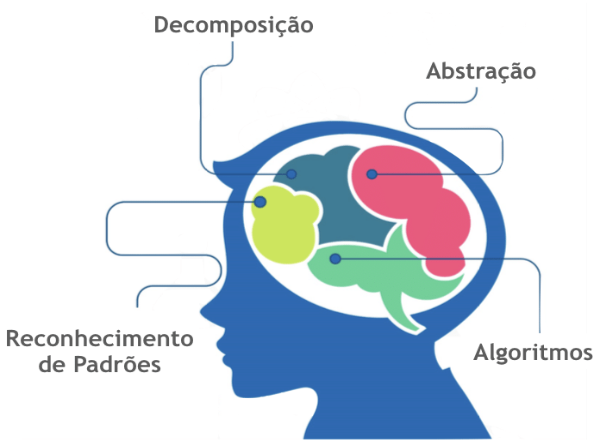 Decomposição
Abstração
Reconhecimento
de Padrões
Algoritmos